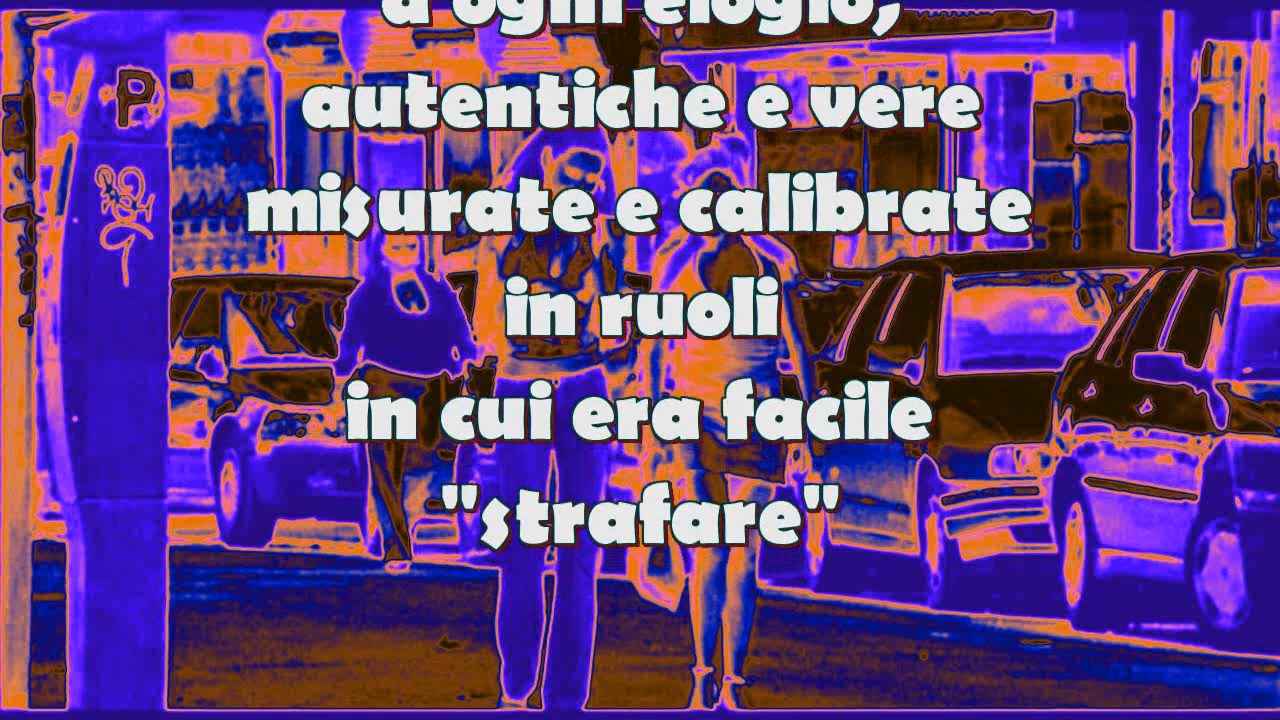 a ogni elogio,
autentiche e vere
misurate e calibrate
in ruoli
in cui era facile
"strafare"
P